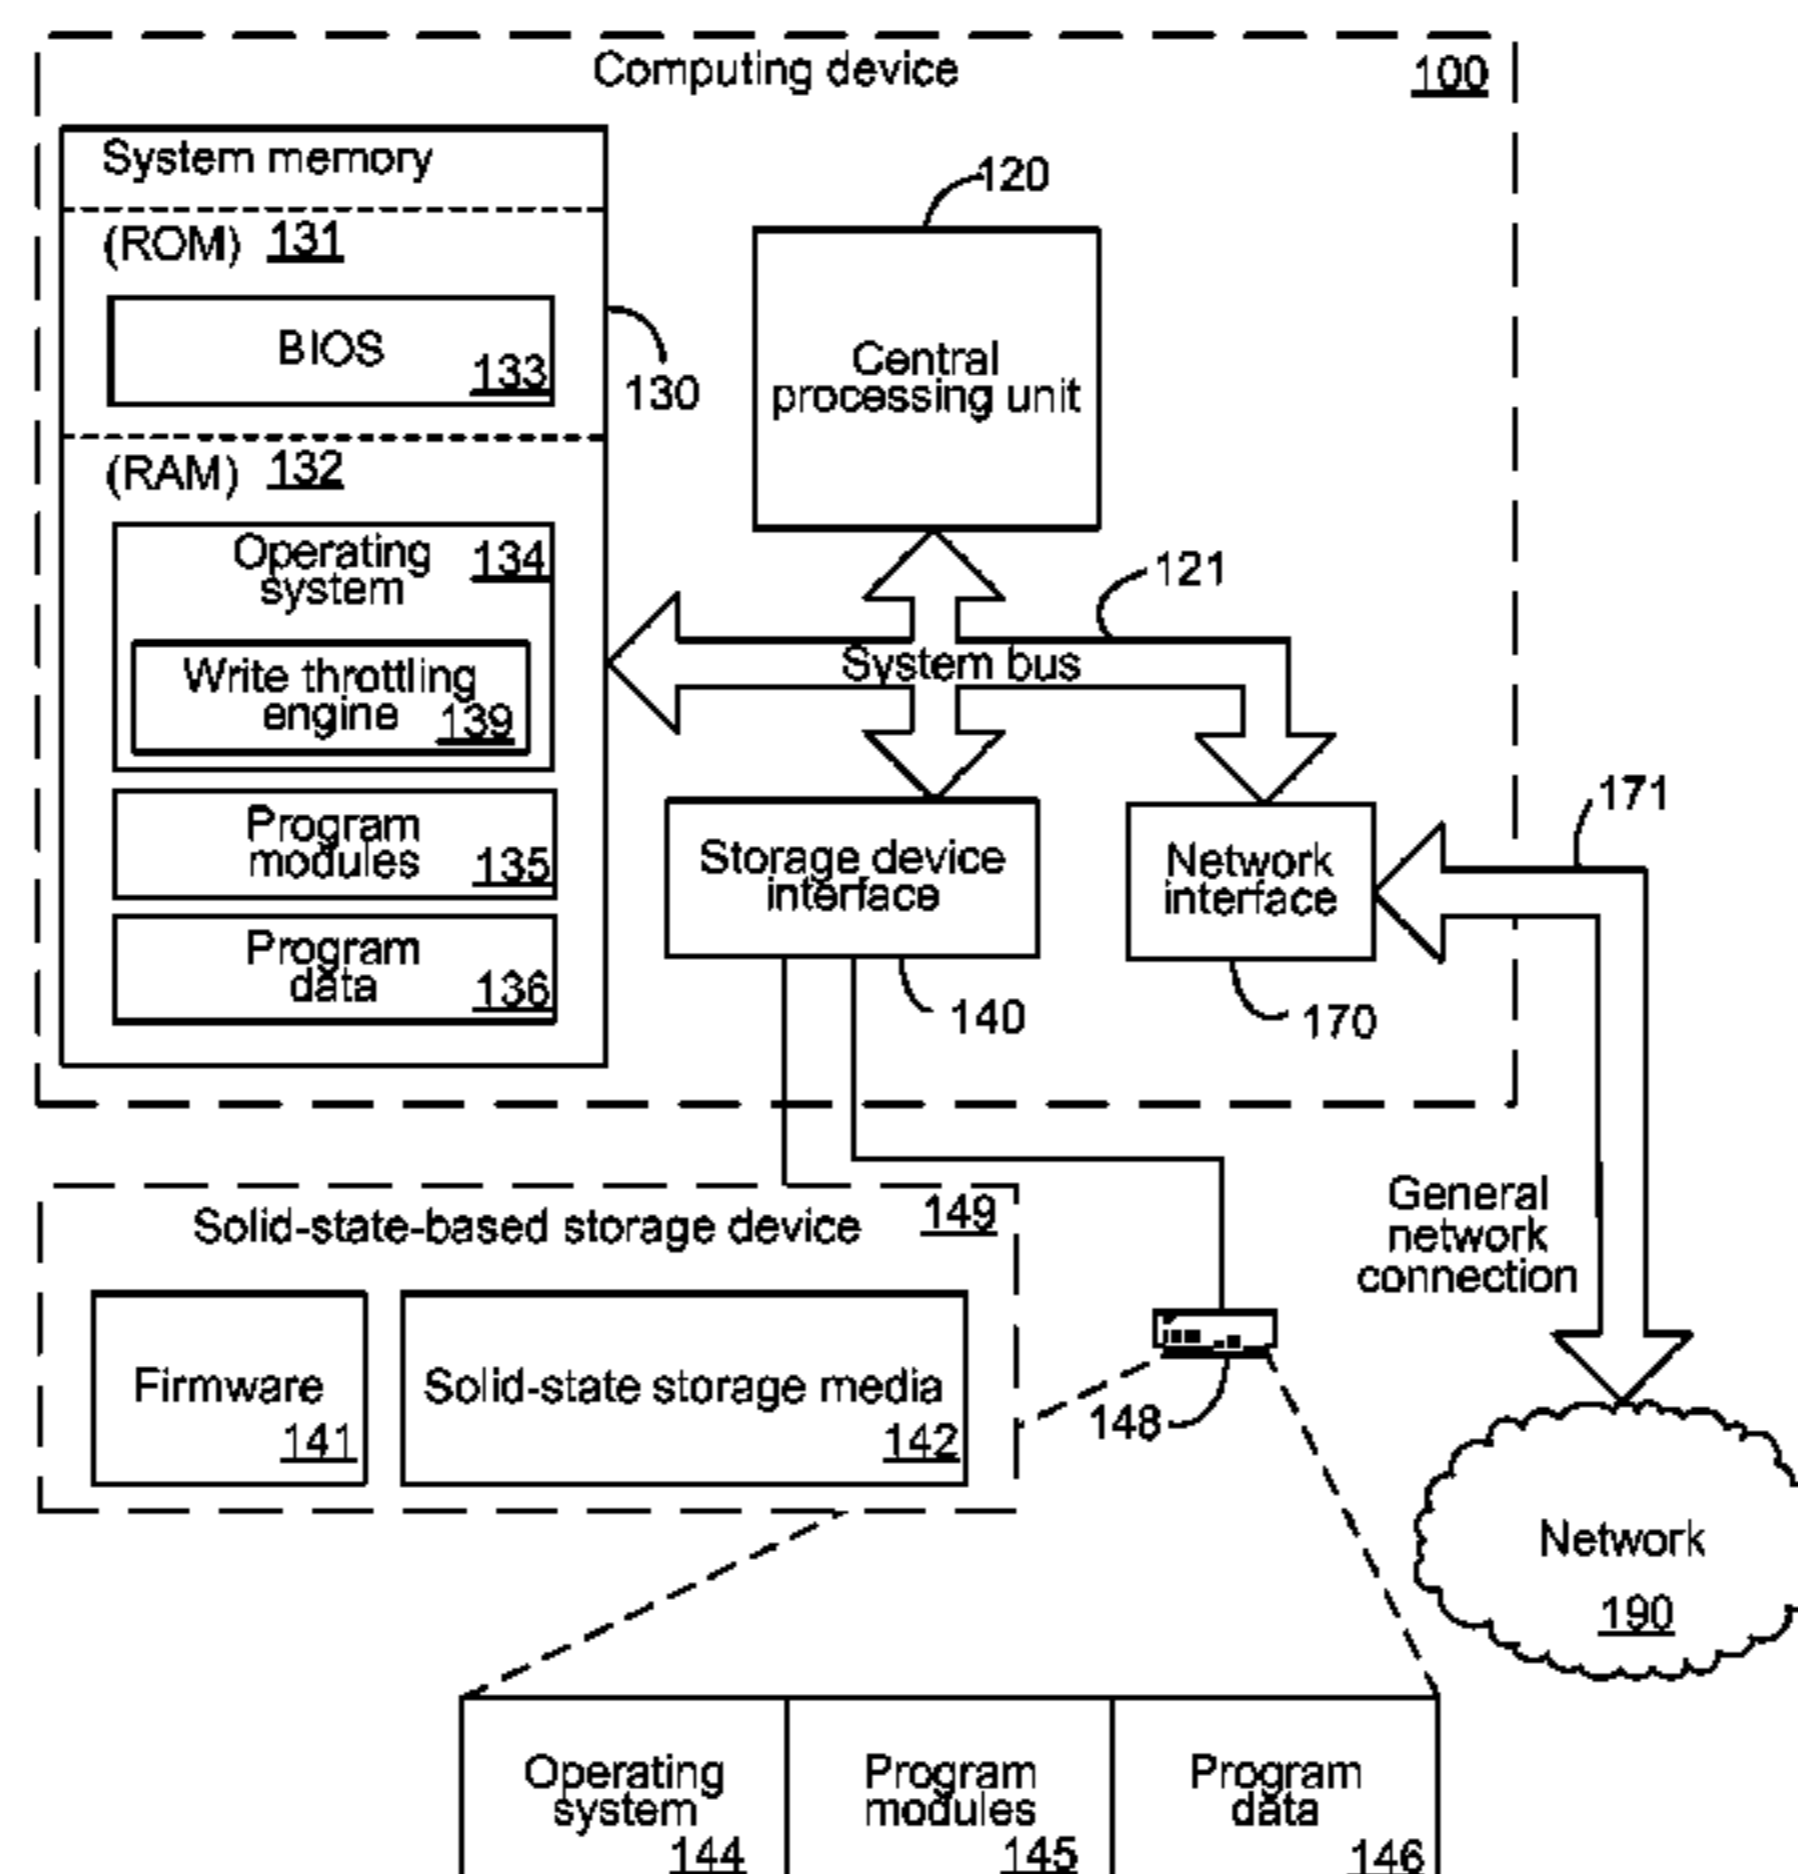 Computing device 100
System memory
(ROM) 131
BIOS
133
130
(RAM) 132
Operating
system
134
Write throttling
engine
139
Program
modules
135
Program
data
136
120
Central
processing unit
121
System bus
Storage device
interface
140
Network
interface
170
171
General
network
connection
Solid-state-based storage device 149
Firmware
141
Solid-state storage media
142
148
Network
190
Operating
system
144
Program
modules
145
Program
data
146